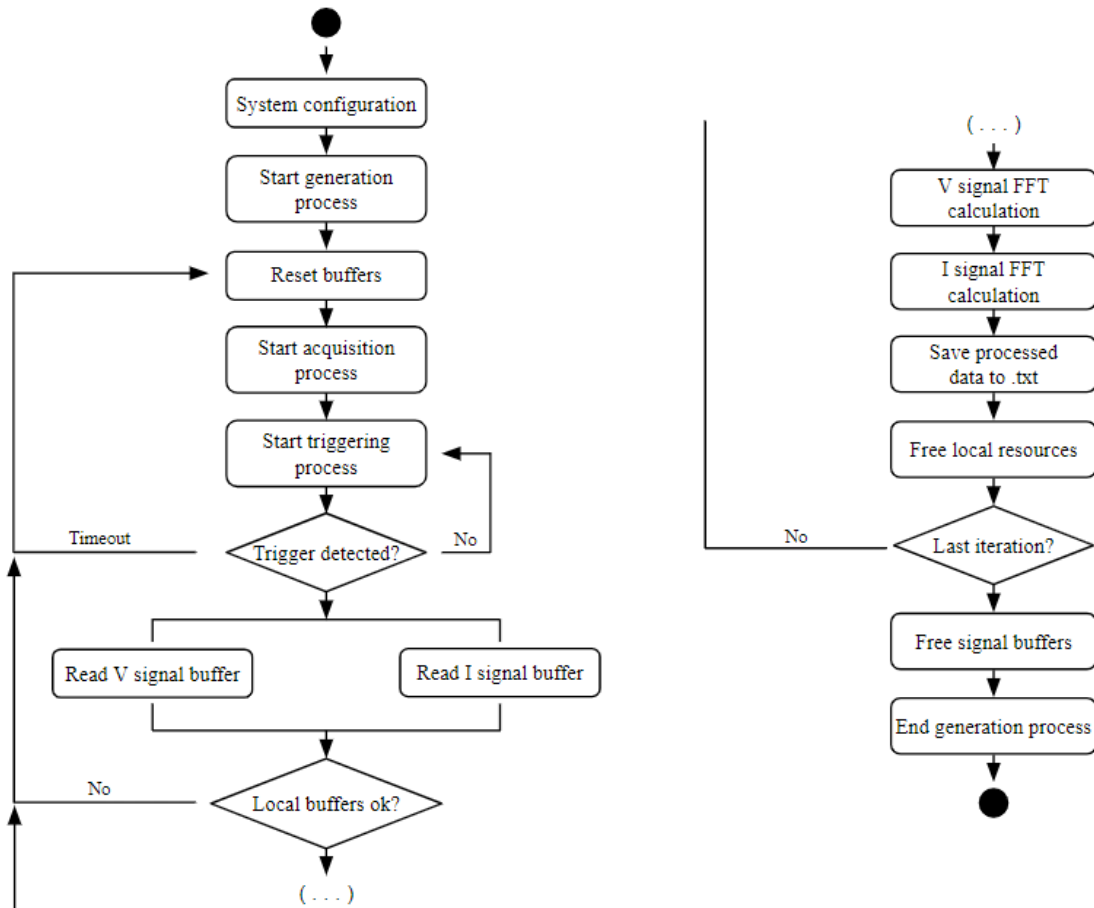 System configuration
Start generation
process
Reset buffers
Start acquisition
process
Start triggering
process
Timeout
Trigger detected?
No
Read V signal buffer
Read I signal buffer
No
Local buffers ok?
( . . . )
( . . . )
V signal FFT
calculation
I signal FFT
calculation
Save processed
data to .txt
Free local resources
No
Last iteration?
Free signal buffers
End generation process